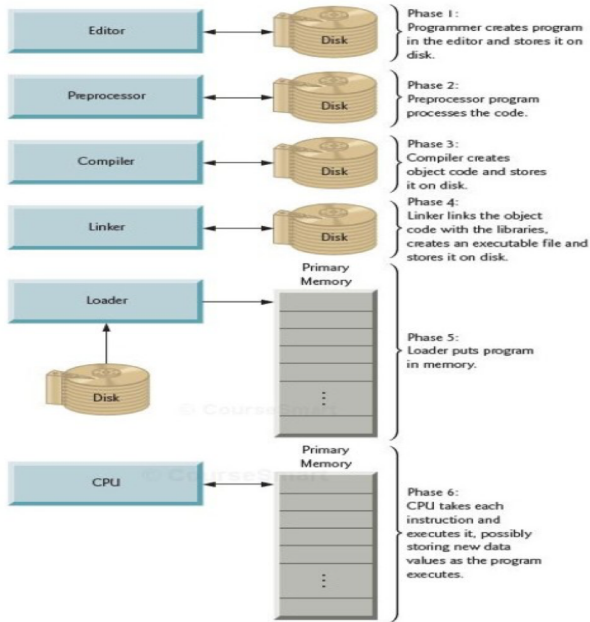 Editor
Disk
Phase 1:
Programmer creates program
in the editor and stores it on
disk.
Preprocessor
Disk
Phase 2:
Preprocessor program
processes the code.
Compiler
Disk
Phase 3:
Compiler creates
object code and stores
it on disk.
Linker
Disk
Phase 4:
Linker links the object
code with the libraries,
creates an executable file and
stores it on disk.
Primary
Memory
Loader
Disk
Phase 5:
Loader puts program
in memory.
© CourseSmart
Primary
Memory
© CourseSmart
CPU
Phase 6:
CPU takes each
instruction and
executes it, possibly
storing new data
values as the program
executes.